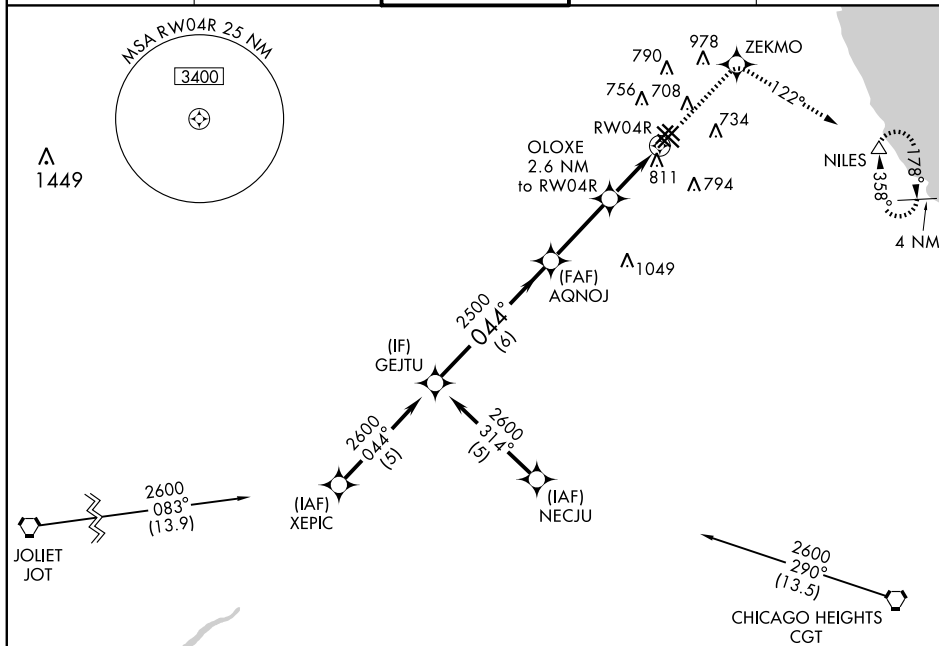 MSA RW04R 25 NM
3400
1449
790
978
ZEKMO
756
708
122°
RW04R
734
OLOXE
2.6 NM
to RW04R
811
794
NILES
358°
178°
4 NM
1049
(FAF)
AQNOJ
2500
044°
(6)
(IF)
GEJTU
2600
044°
(5)
2600
314°
(5)
(IAF)
XEPIC
(IAF)
NECJU
2600
083°
(13.9)
JOLIET
JOT
2600
290°
(13.5)
CHICAGO HEIGHTS
CGT